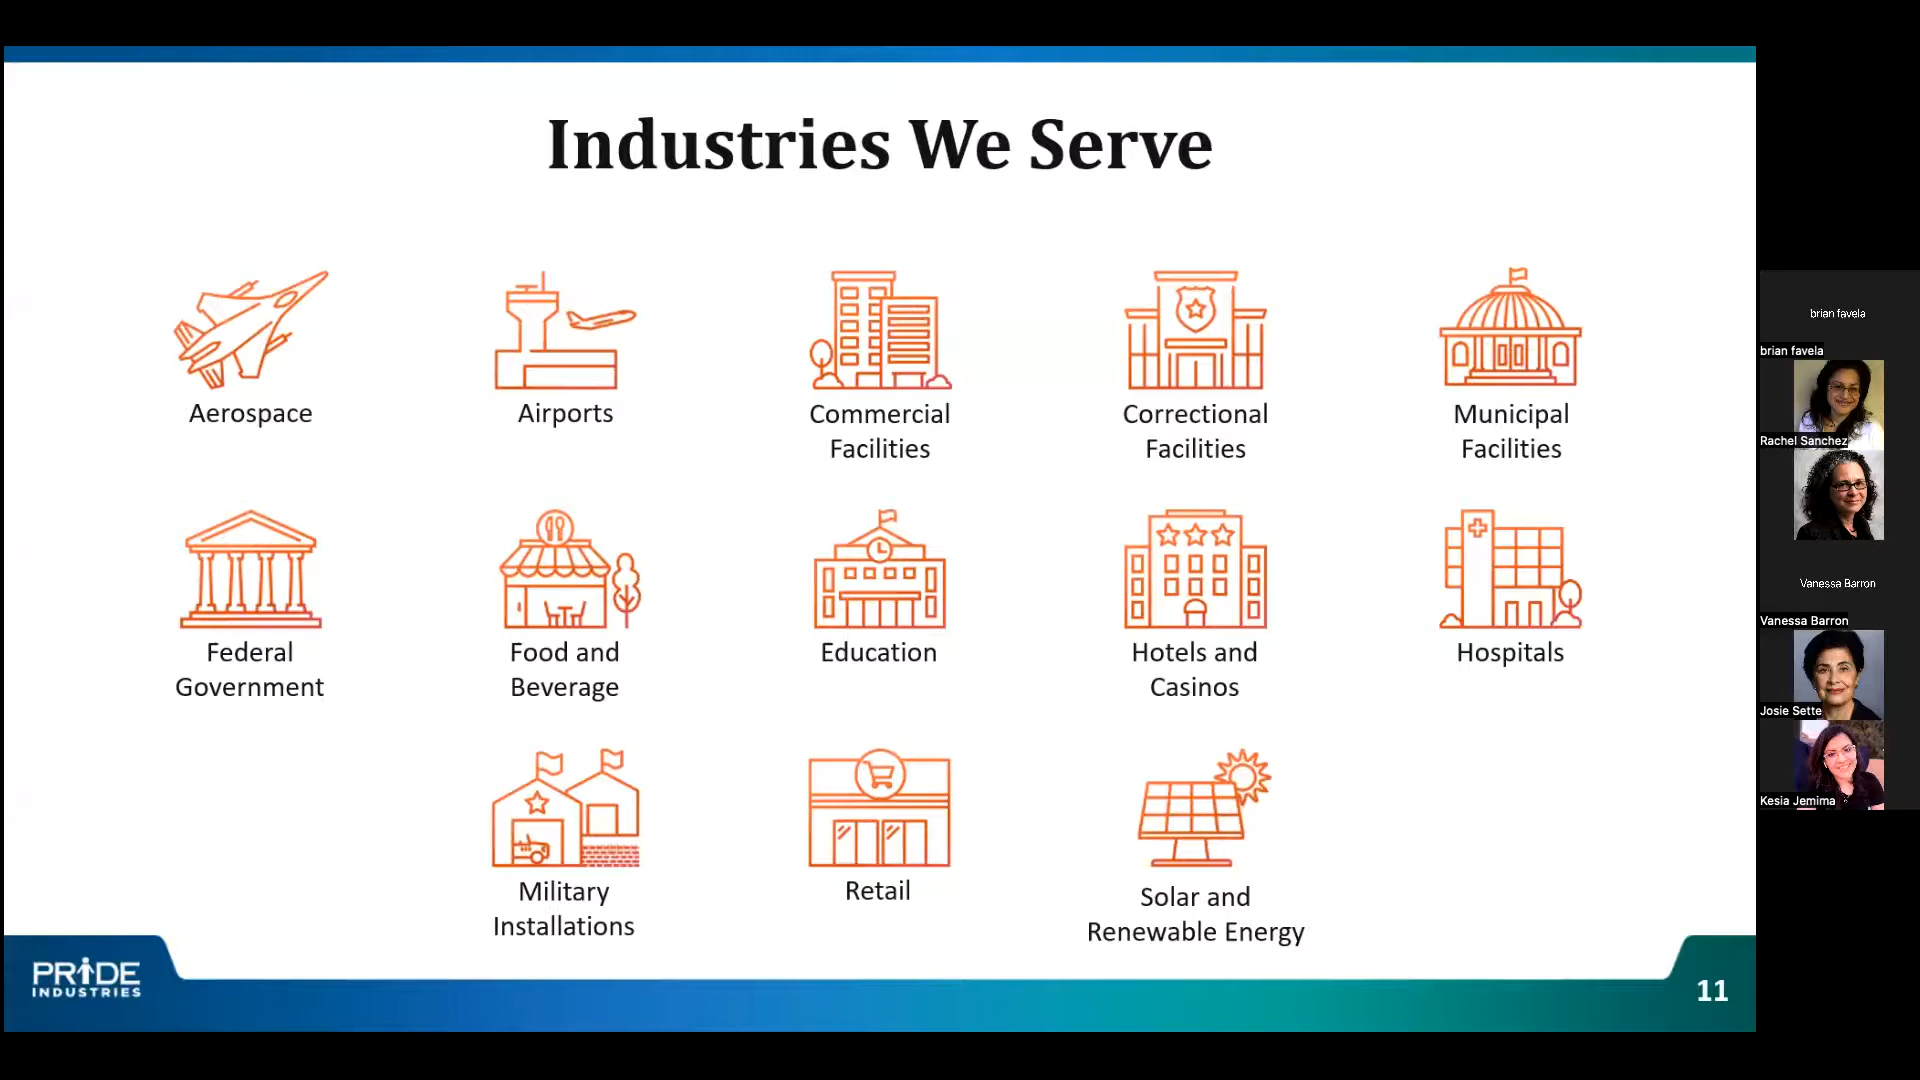 Industries We Serve
Aerospace
Airports
Commercial
Facilities
Correctional
Facilities
Municipal
Facilities
Federal
Government
Food and
Beverage
Education
Hotels and
Casinos
Hospitals
Military
Installations
Retail
Solar and
Renewable Energy
PRIDE
INDUSTRIES
11
brian favela
brian favela
Rachel Sanchez
Vanessa Barron
Vanessa Barron
Josie Sette
Kesia Jemima